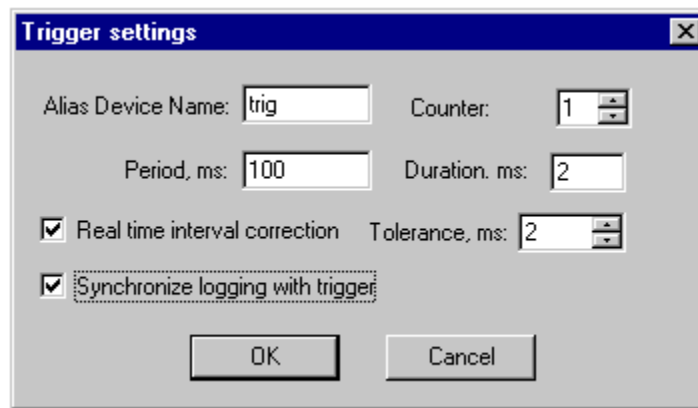 Trigger settings
Alias Device Name: trig Counter: 1
Period, ms: 100 Duration. ms: 2
Real time interval correction Tolerance, ms: 2
Synchronize logging with trigger
OK Cancel